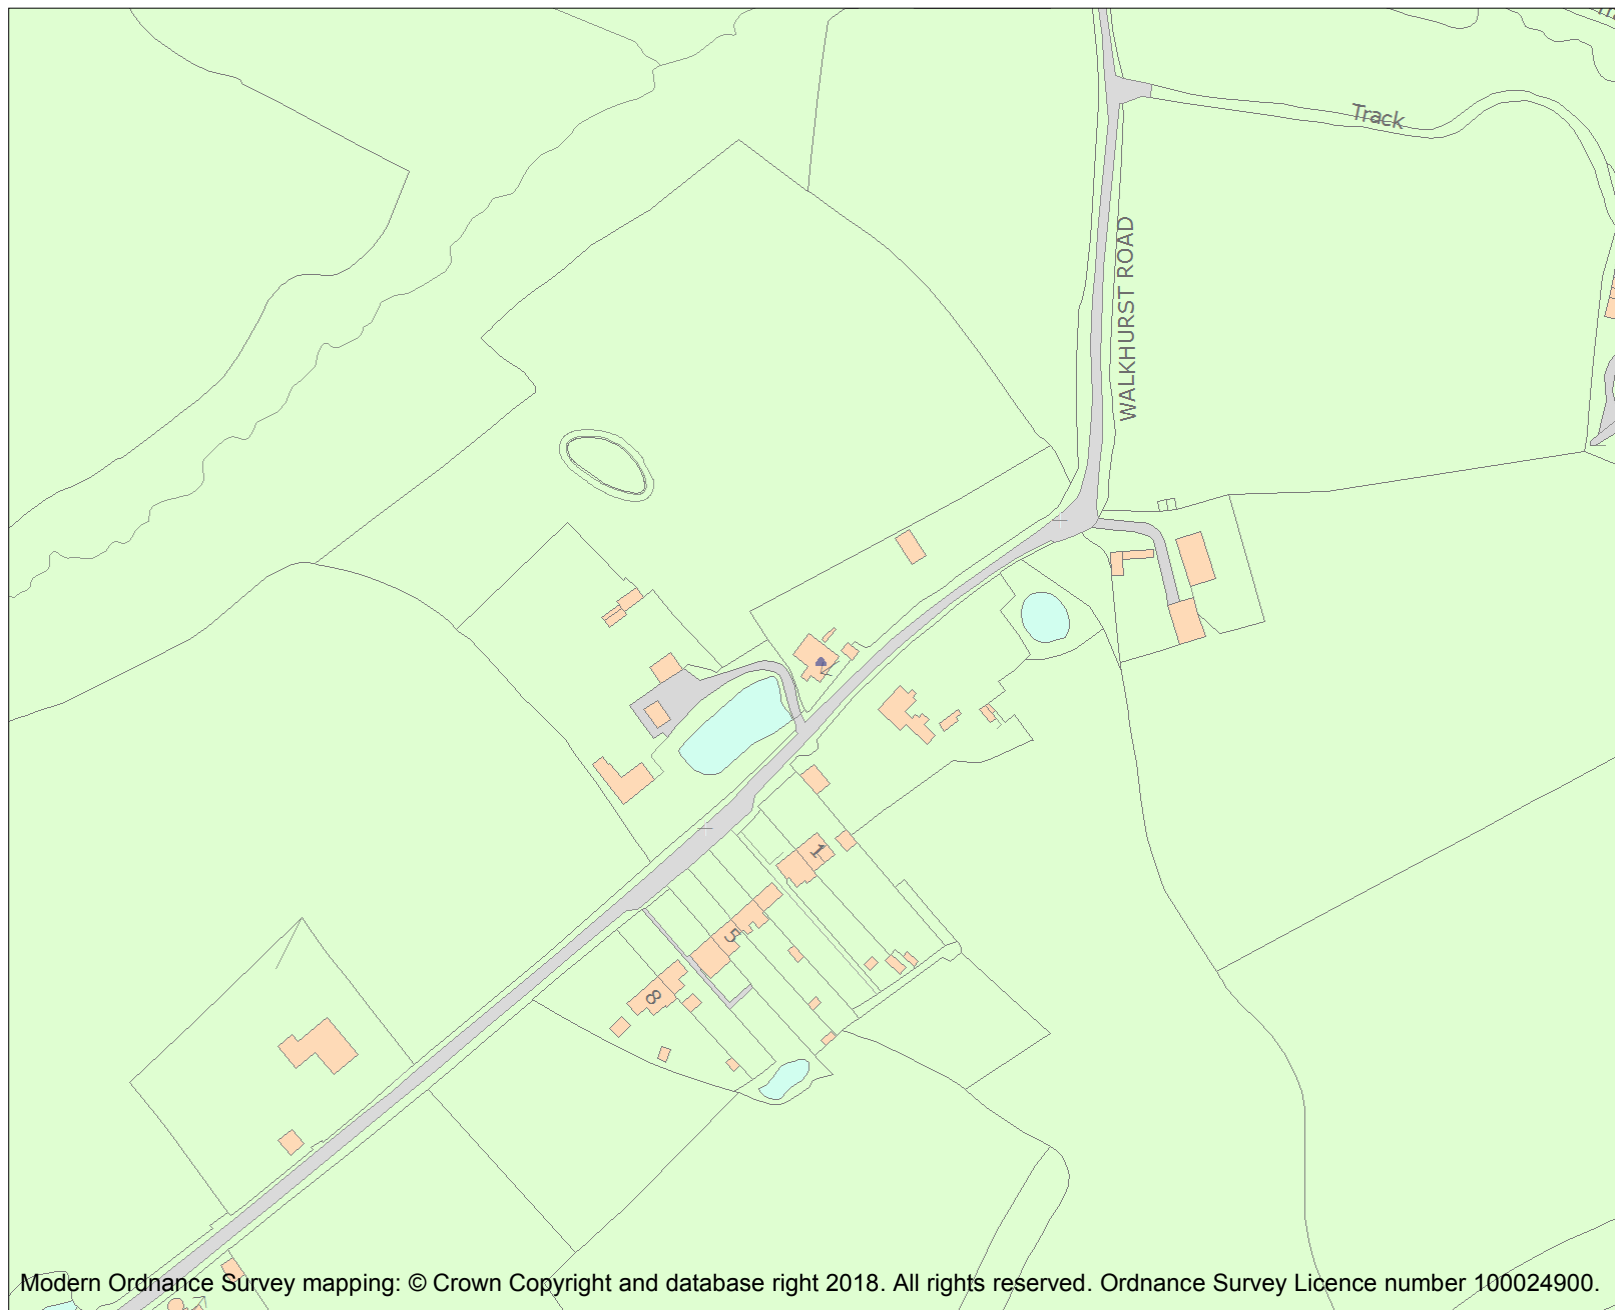 Track
WALKHURST ROAD
1
5
8
Modern Ordnance Survey mapping: © Crown Copyright and database right 2018. All rights reserved. Ordnance Survey Licence number 100024900.